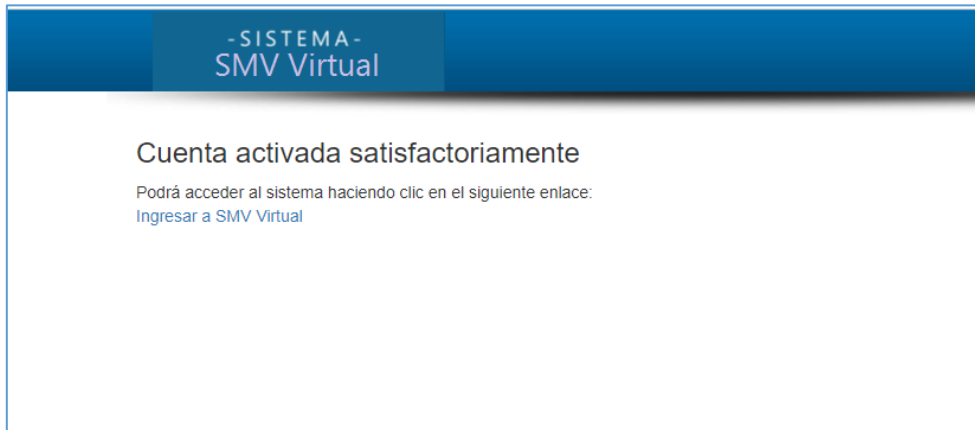 -SISTEMA-
SMV Virtual
Cuenta activada satisfactoriamente
Podrá acceder al sistema haciendo clic en el siguiente enlace:
Ingresar a SMV Virtual